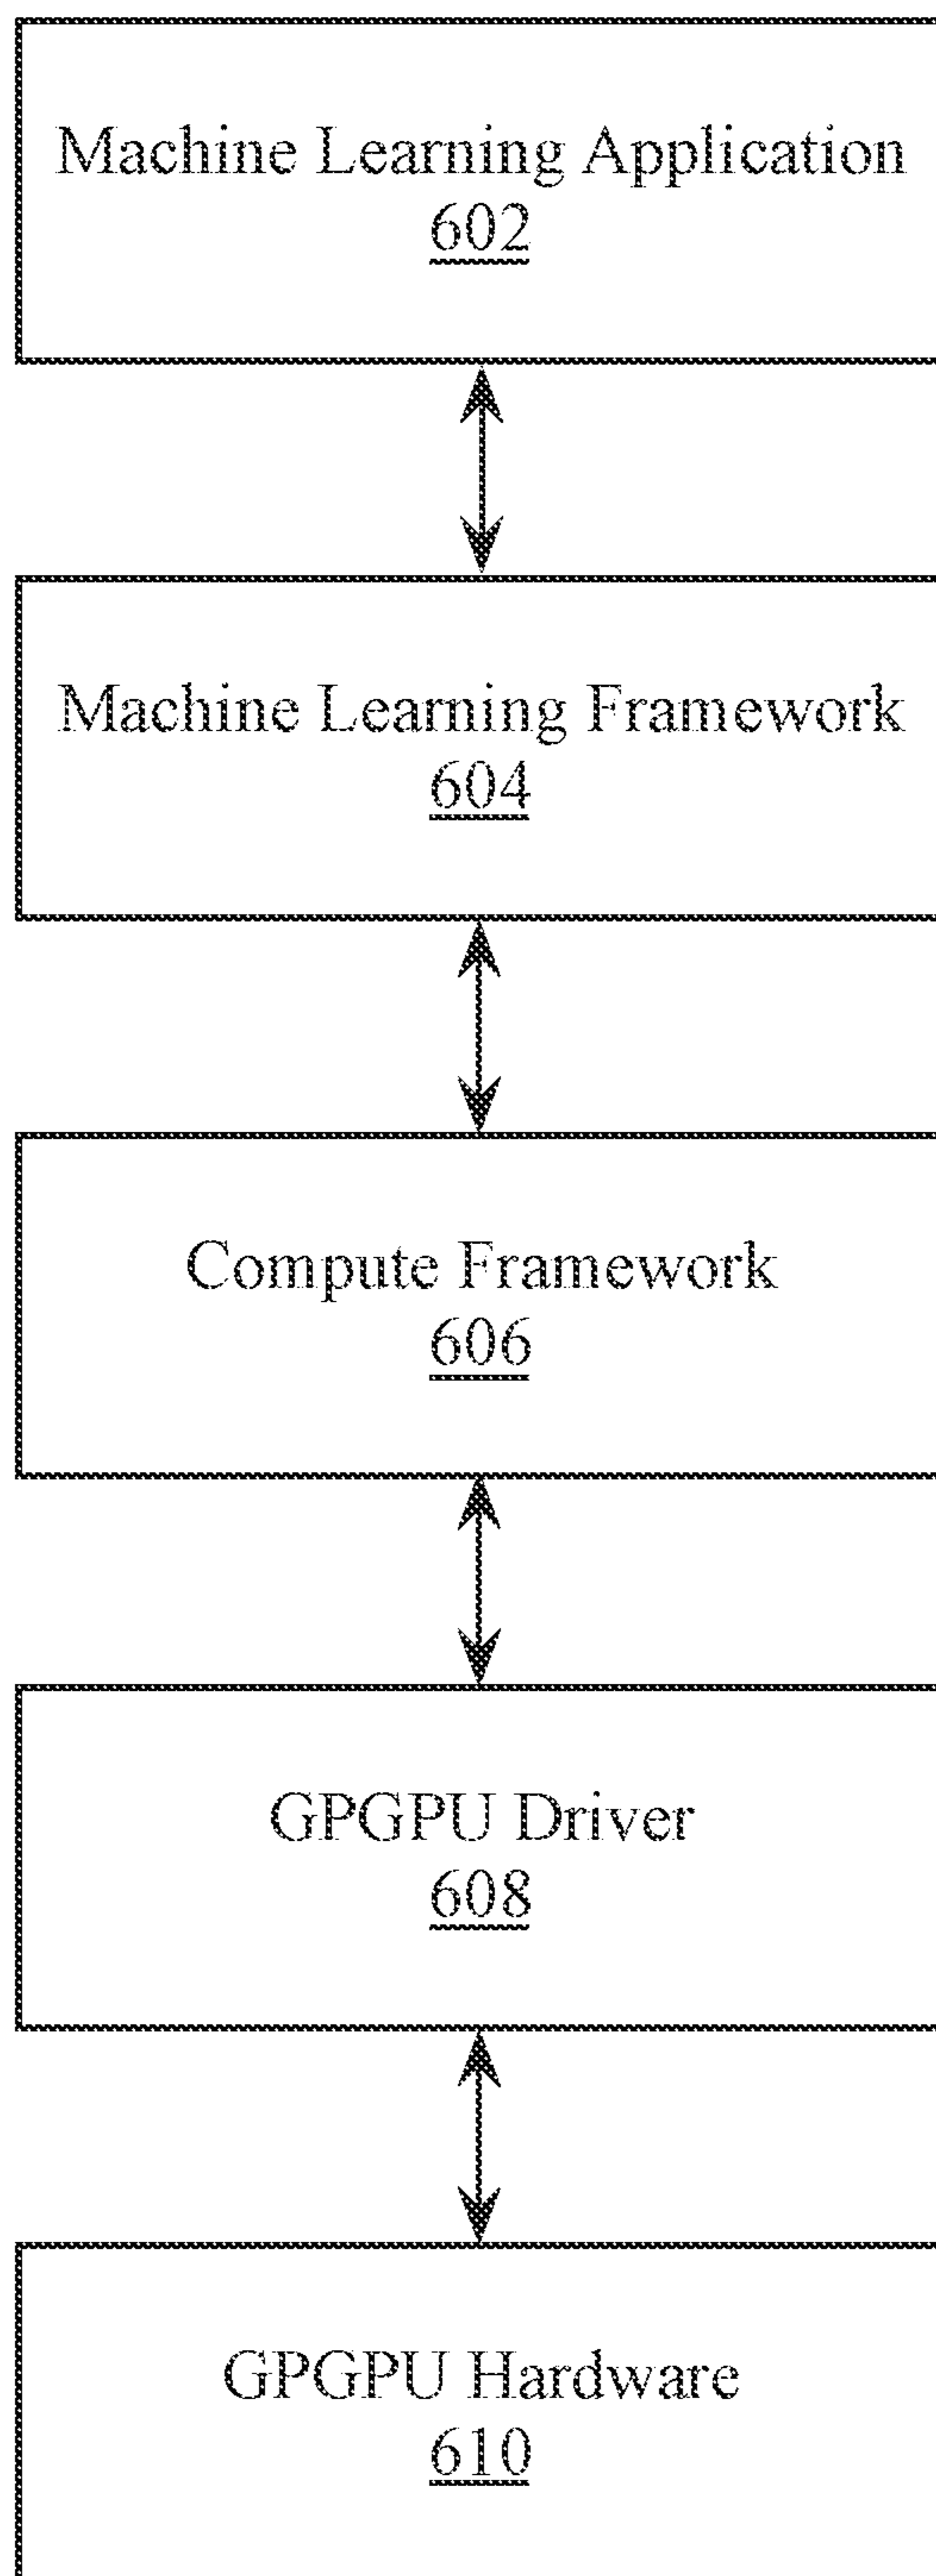 Machine Learning Application
602
Machine Learning Framework
604
Compute Framework
606
GPGPU Driver
608
GPGPU Hardware
610